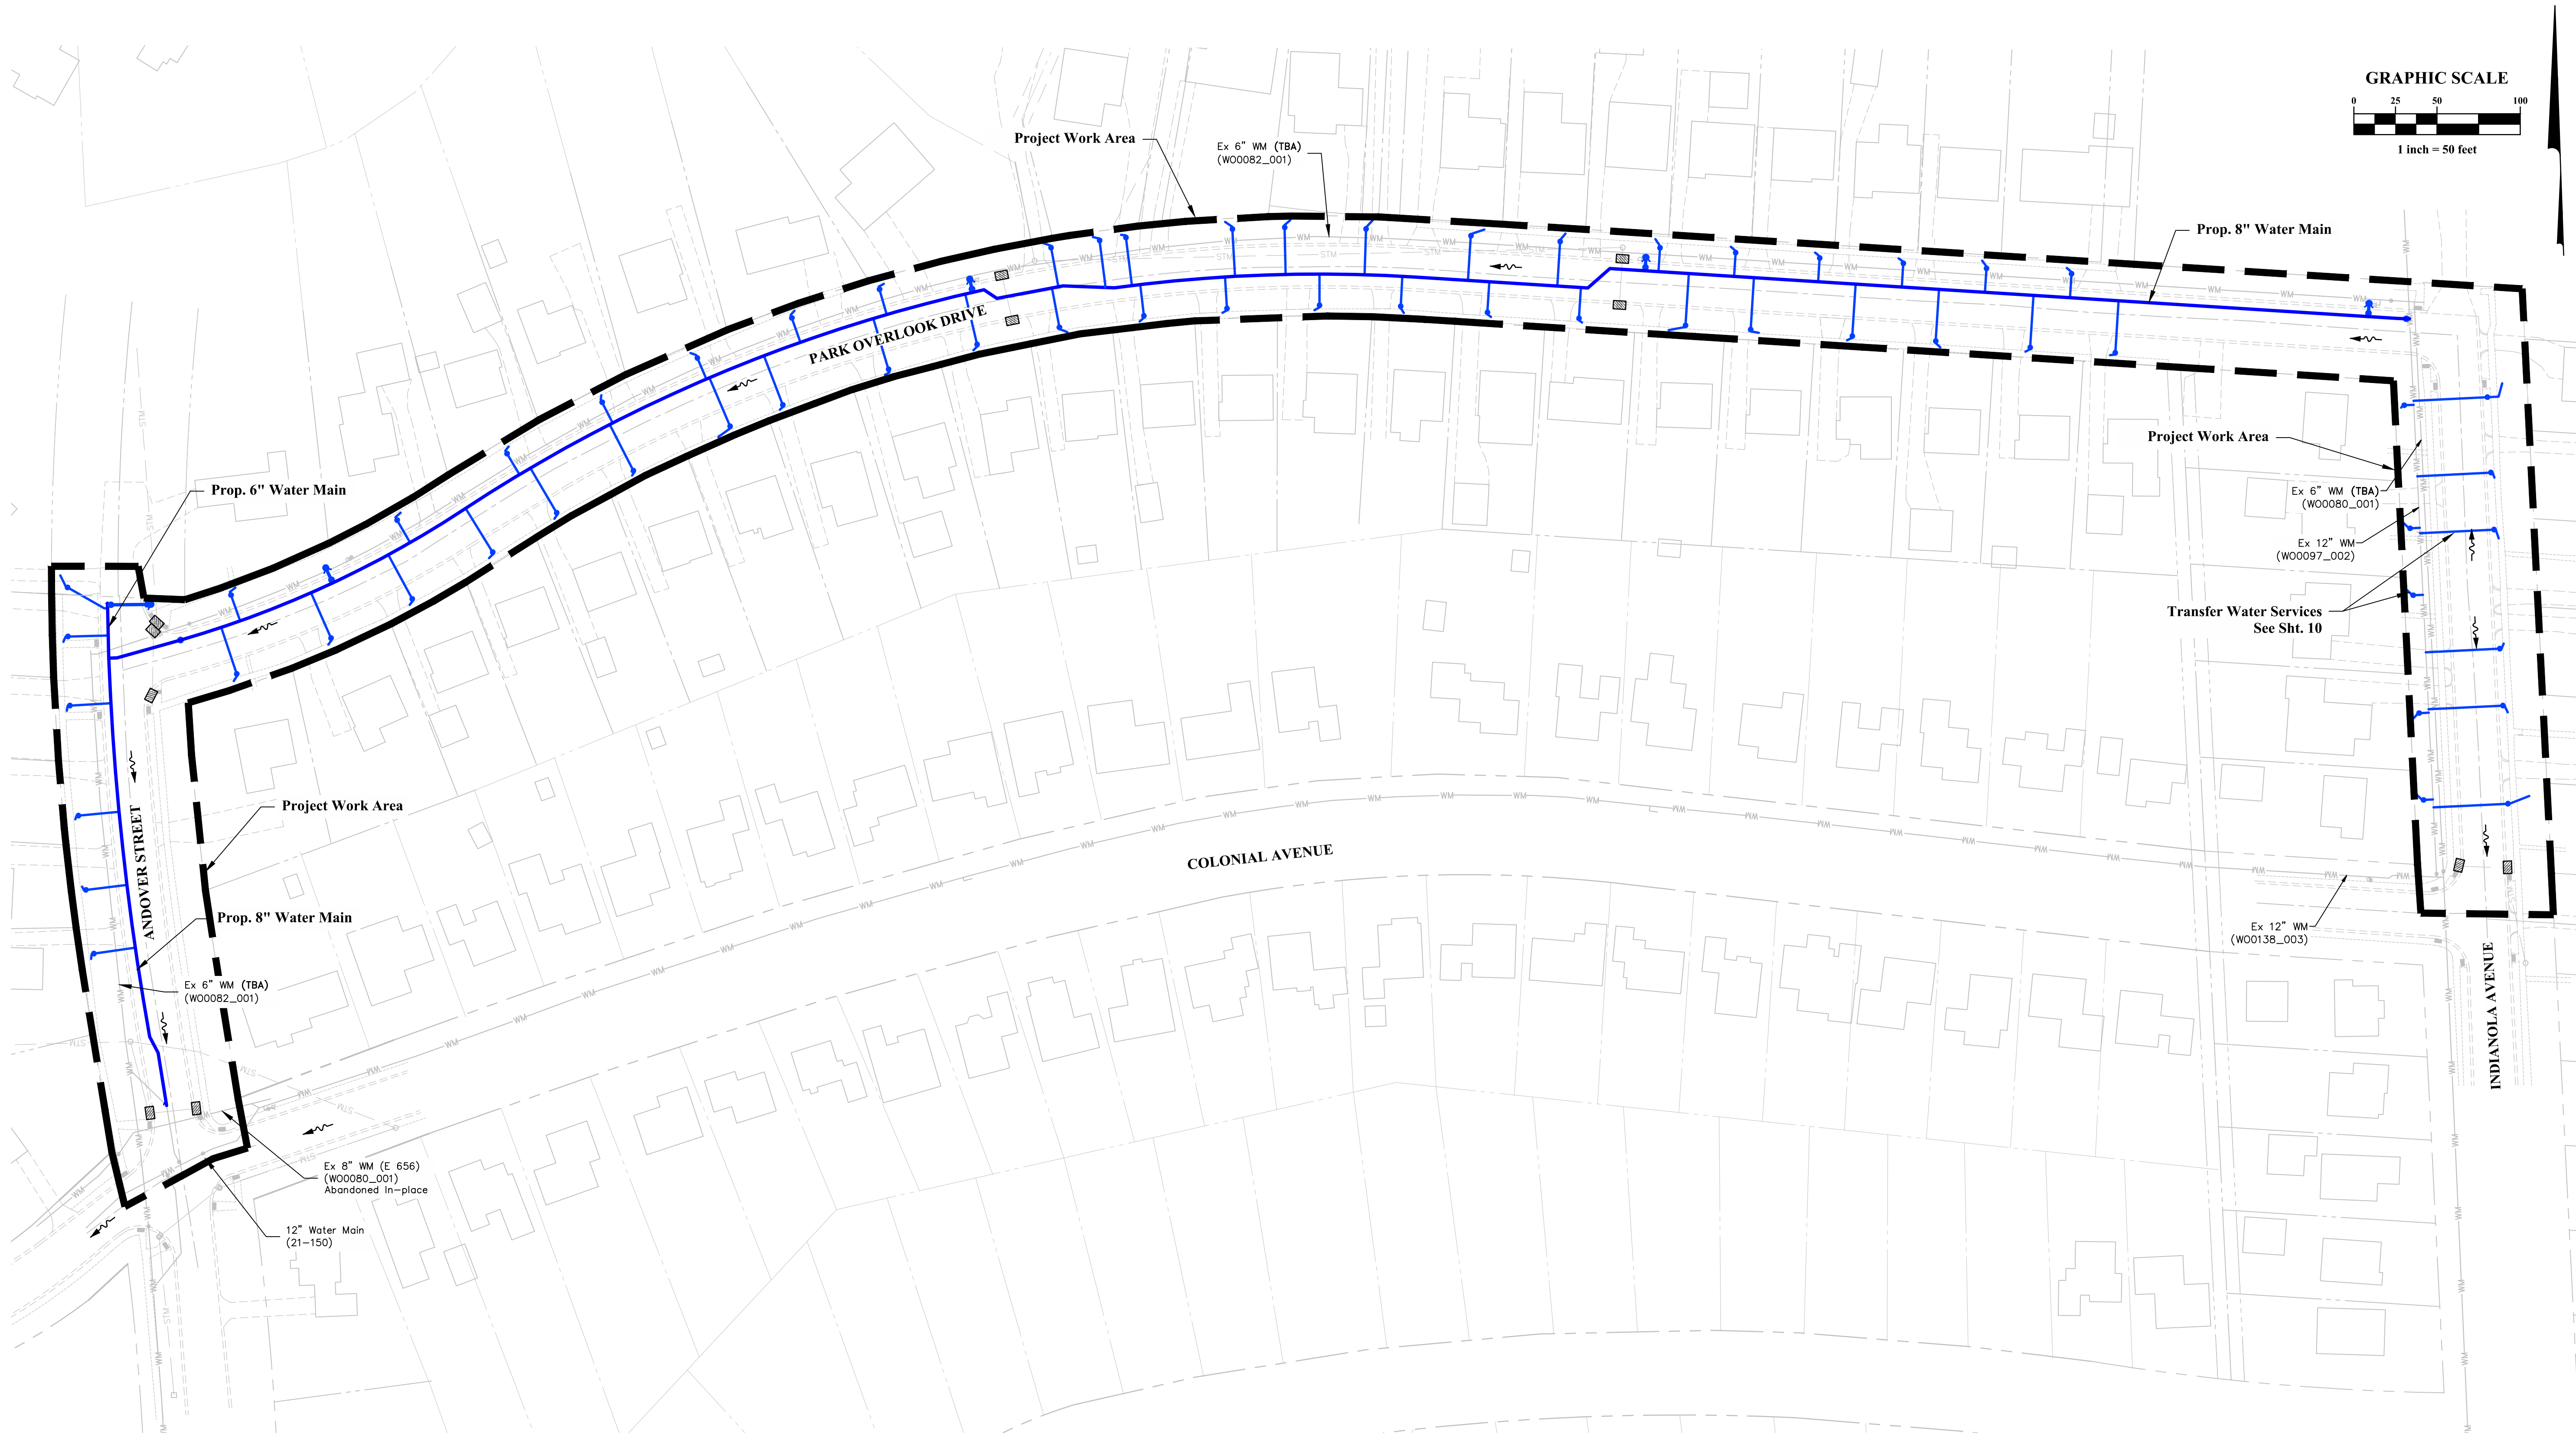 GRAPHIC SCALE
0 25 50 100
1 inch = 50 feet
Project Work Area
Ex 6" WM (TBA)
(W00082_001)
Prop. 8" Water Main
PARK OVERLOOK DRIVE
Project Work Area
Ex 6" WM (TBA)
(W00080_001)
Ex 12" WM
(W00097_002)
Transfer Water Services
See Sht. 10
Prop. 6" Water Main
Project Work Area
ANDOVER STREET
Prop. 8" Water Main
Ex 6" WM (TBA)
(W00082_001)
COLONIAL AVENUE
Ex 12" WM
(W00138_003)
INDIANOLA AVENUE
Ex 8" WM (E 656)
(W00080_001)
Abandoned In-place
12" Water Main
(21-150)
WM
STM